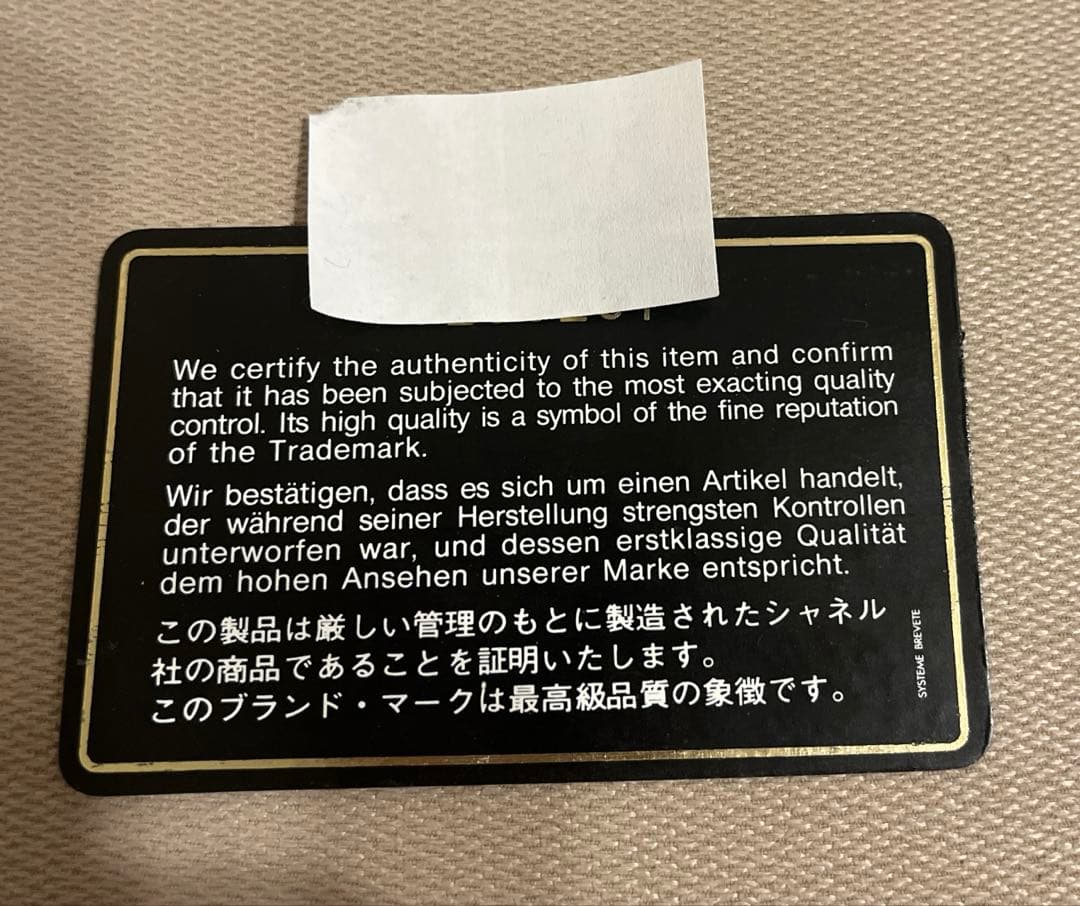 We certify the authenticity of this item and confirm
that it has been subjected to the most exacting quality
control. Its high quality is a symbol of the fine reputation
of the Trademark.
Wir bestätigen, dass es sich um einen Artikel handelt,
der während seiner Herstellung strengsten Kontrollen
unterworfen war, und dessen erstklassige Qualität
dem hohen Ansehen unserer Marke entspricht.
この製品は厳しい管理のもとに製造されたシャネル
社の商品であることを証明いたします。
このブランド・マークは最高級品質の象徴です。
SYSTEME BREVETE